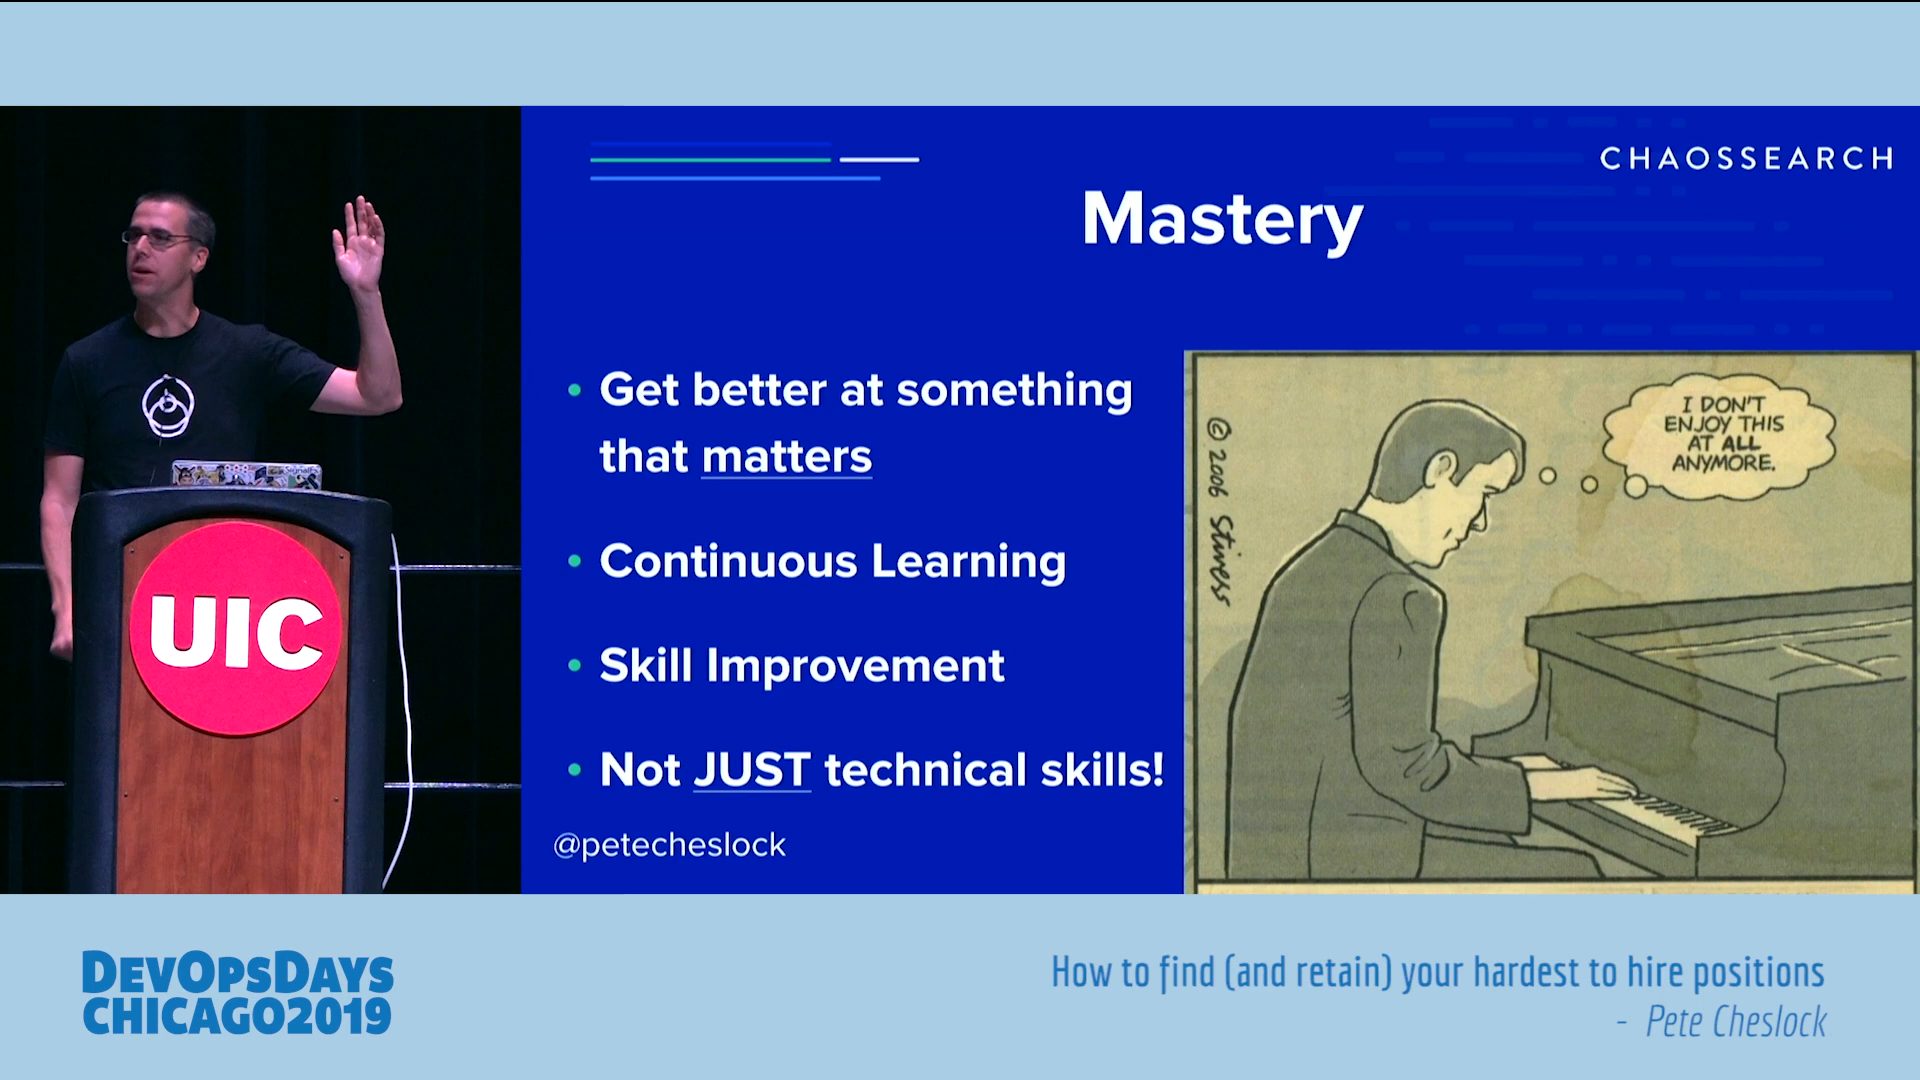 CHAOSSEARCH
Mastery
• Get better at something
that matters
• Continuous Learning
• Skill Improvement
• Not JUST technical skills!
@petecheslock
© 2006 Stivers
I DON'T
ENJOY THIS
AT ALL
ANYMORE.
UIC
DEVOPSDAYS
CHICAGO2019
How to find (and retain) your hardest to hire positions
- Pete Cheslock